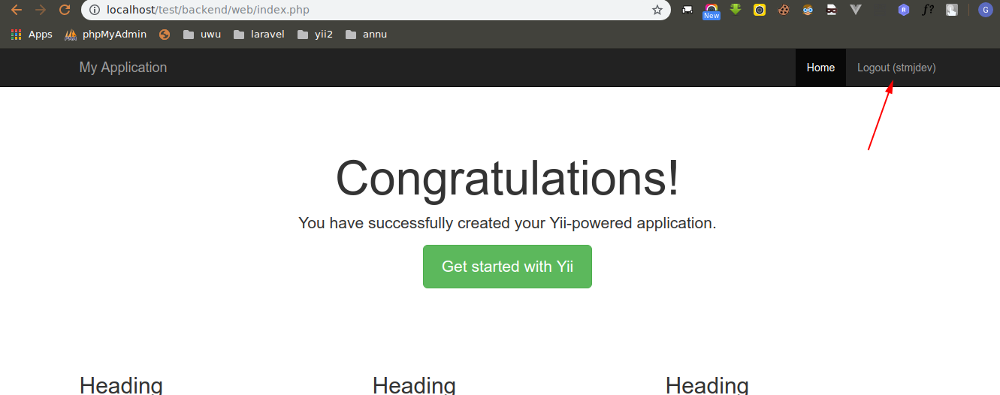 localhost/test/backend/web/index.php
New
R
f?
G
Apps phpMyAdmin uwu laravel yii2 annu
My Application Home Logout (stmjdev)
Congratulations!
You have successfully created your Yii-powered application.
Get started with Yii
Heading Heading Heading